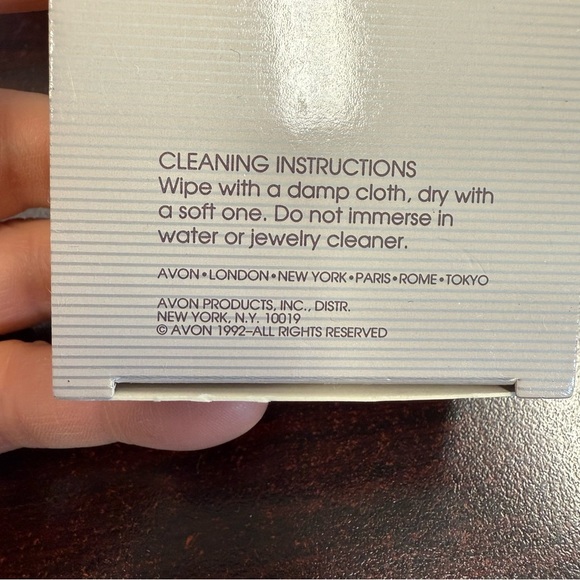 CLEANING INSTRUCTIONS
Wipe with a damp cloth, dry with
a soft one. Do not immerse in
water or jewelry cleaner.
AVON•LONDON•NEW YORK•PARIS•ROME•TOKYO
AVON PRODUCTS, INC., DISTR.
NEW YORK, N.Y. 10019
© AVON 1992–ALL RIGHTS RESERVED